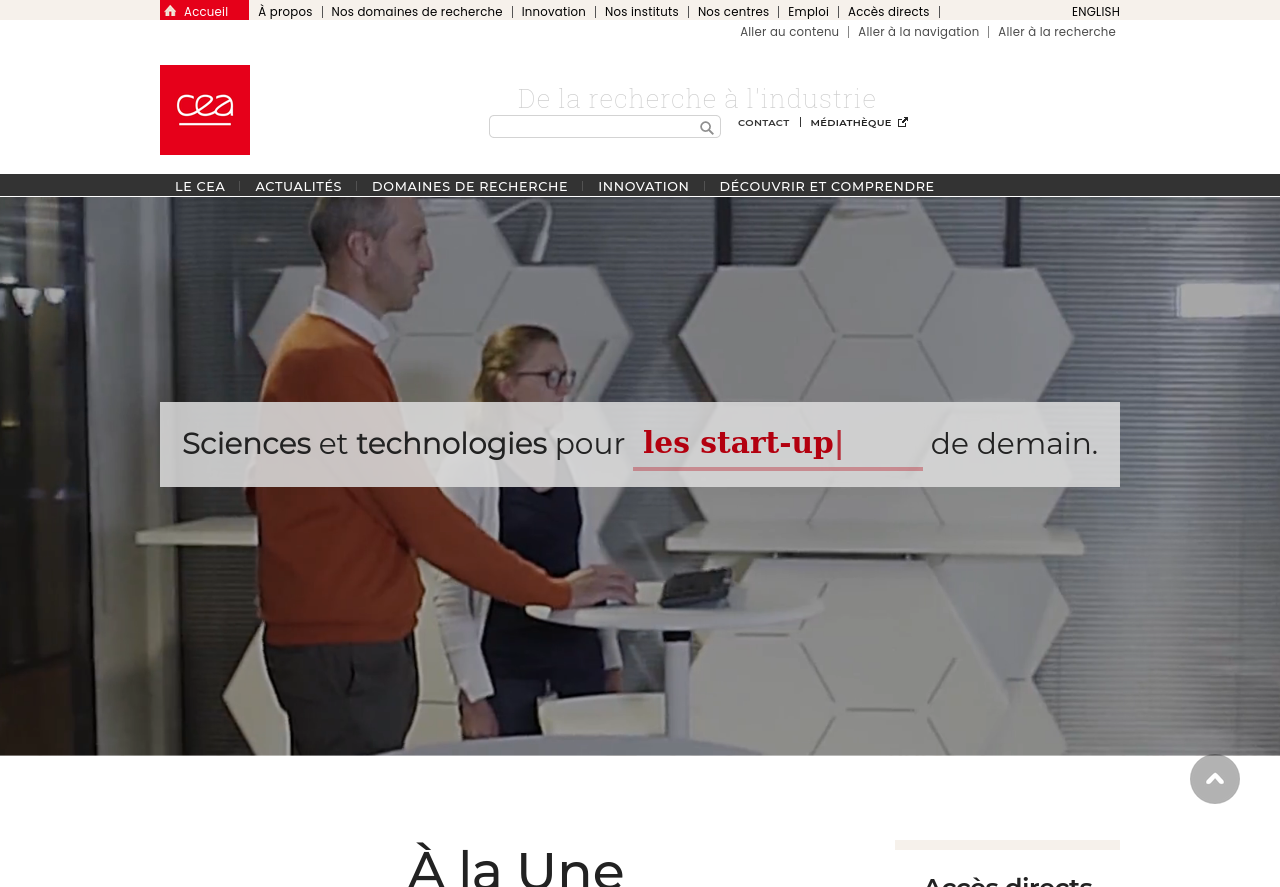 Accueil À propos Nos domaines de recherche Innovation Nos instituts Nos centres Emploi Accès directs ENGLISH
Aller au contenu Aller à la navigation Aller à la recherche
cea
De la recherche à l'industrie
CONTACT MÉDIATHÈQUE
LE CEA ACTUALITÉS DOMAINES DE RECHERCHE INNOVATION DÉCOUVRIR ET COMPRENDRE
Sciences et technologies pour les start-up| de demain.
À la Une
Accès directs